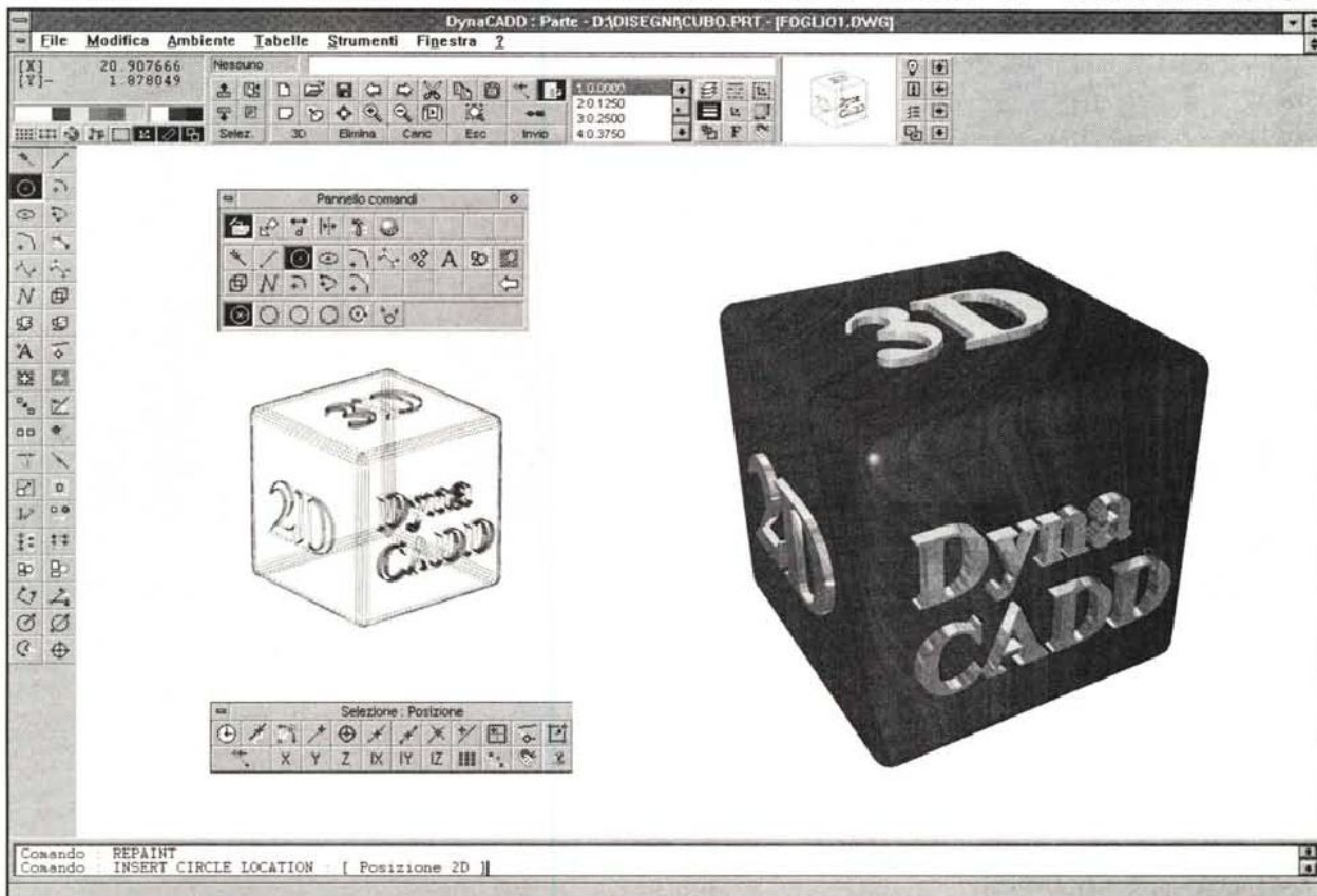 DynaCADD : Parte - D:\DISEGNI\CUBO.PRT - [FOGLIO1.DWG]
File Modifica Ambiente Tabelle Strumenti Finestra ?
[X] 20.907666
[Y]- 1.878049
Nessuno
1:0.0000
2:0.1250
3:0.2500
4:0.3750
Selez. 3D Elimina Canc Esc Invio
Pannello comandi
3D
2D
Dyna
CADD
3D
2D
Dyna
CADD
Selezione : Posizione
X Y Z IX IY IZ
Comando : REPAINT
Comando : INSERT CIRCLE LOCATION : [ Posizione 2D ]